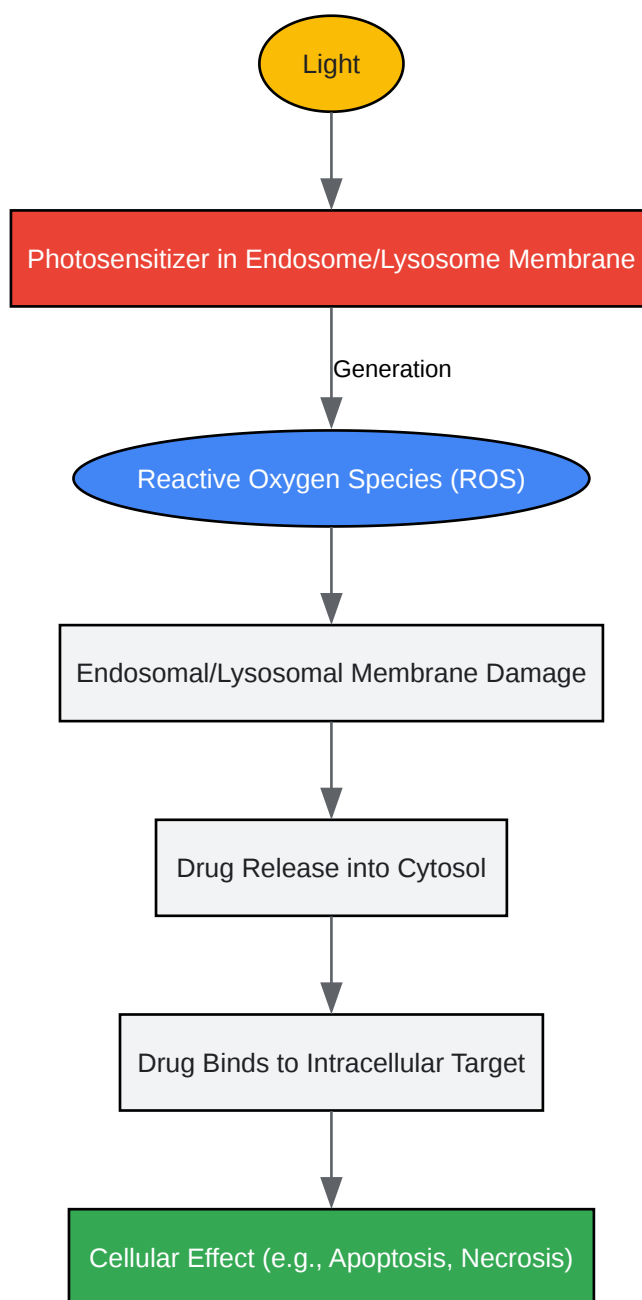 Light
Photosensitizer in Endosome/Lysosome Membrane
Generation
Reactive Oxygen Species (ROS)
Endosomal/Lysosomal Membrane Damage
Drug Release into Cytosol
Drug Binds to Intracellular Target
Cellular Effect (e.g., Apoptosis, Necrosis)